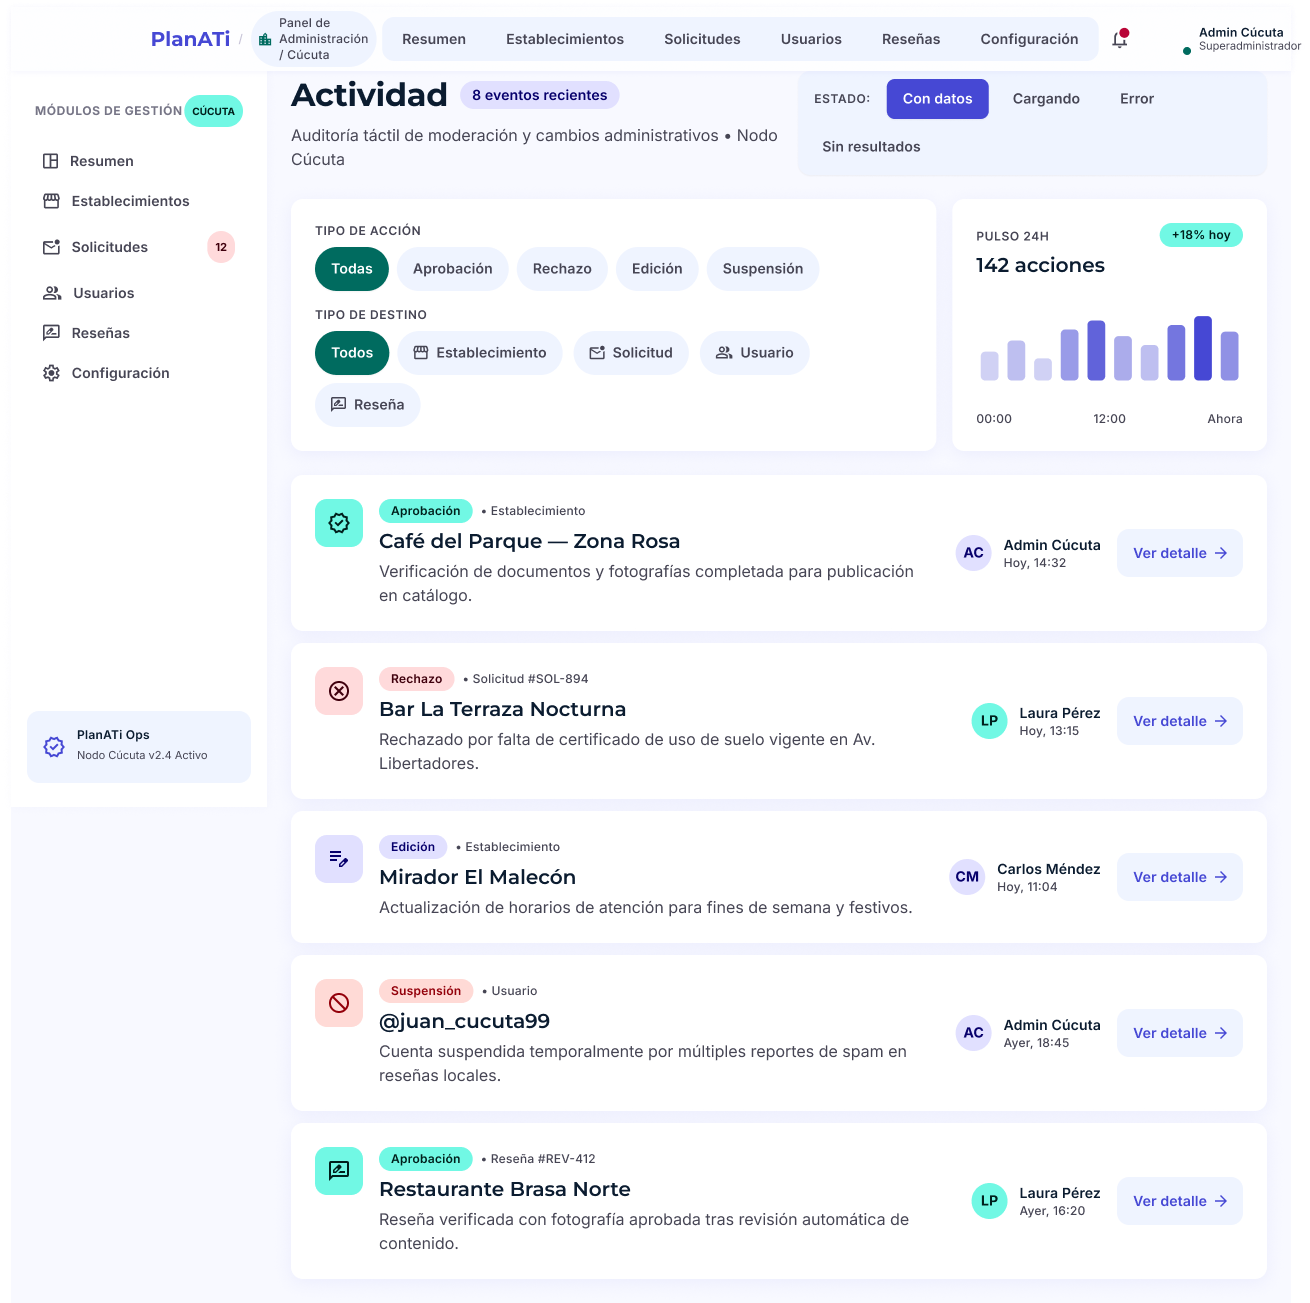 PlanATi
/
Panel de
Administración
/ Cúcuta
Resumen
Establecimientos
Solicitudes
Usuarios
Reseñas
Configuración
Admin Cúcuta
Superadministrador
MÓDULOS DE GESTIÓN
CÚCUTA
Resumen
Establecimientos
Solicitudes
12
Usuarios
Reseñas
Configuración
PlanATi Ops
Nodo Cúcuta v2.4 Activo
Actividad
8 eventos recientes
Auditoría táctil de moderación y cambios administrativos • Nodo
Cúcuta
ESTADO:
Con datos
Cargando
Error
Sin resultados
TIPO DE ACCIÓN
Todas
Aprobación
Rechazo
Edición
Suspensión
TIPO DE DESTINO
Todos
Establecimiento
Solicitud
Usuario
Reseña
PULSO 24H
+18% hoy
142 acciones
00:00
12:00
Ahora
Aprobación
• Establecimiento
Café del Parque — Zona Rosa
Verificación de documentos y fotografías completada para publicación
en catálogo.
AC
Admin Cúcuta
Hoy, 14:32
Ver detalle →
Rechazo
• Solicitud #SOL-894
Bar La Terraza Nocturna
Rechazado por falta de certificado de uso de suelo vigente en Av.
Libertadores.
LP
Laura Pérez
Hoy, 13:15
Ver detalle →
Edición
• Establecimiento
Mirador El Malecón
Actualización de horarios de atención para fines de semana y festivos.
CM
Carlos Méndez
Hoy, 11:04
Ver detalle →
Suspensión
• Usuario
@juan_cucuta99
Cuenta suspendida temporalmente por múltiples reportes de spam en
reseñas locales.
AC
Admin Cúcuta
Ayer, 18:45
Ver detalle →
Aprobación
• Reseña #REV-412
Restaurante Brasa Norte
Reseña verificada con fotografía aprobada tras revisión automática de
contenido.
LP
Laura Pérez
Ayer, 16:20
Ver detalle →